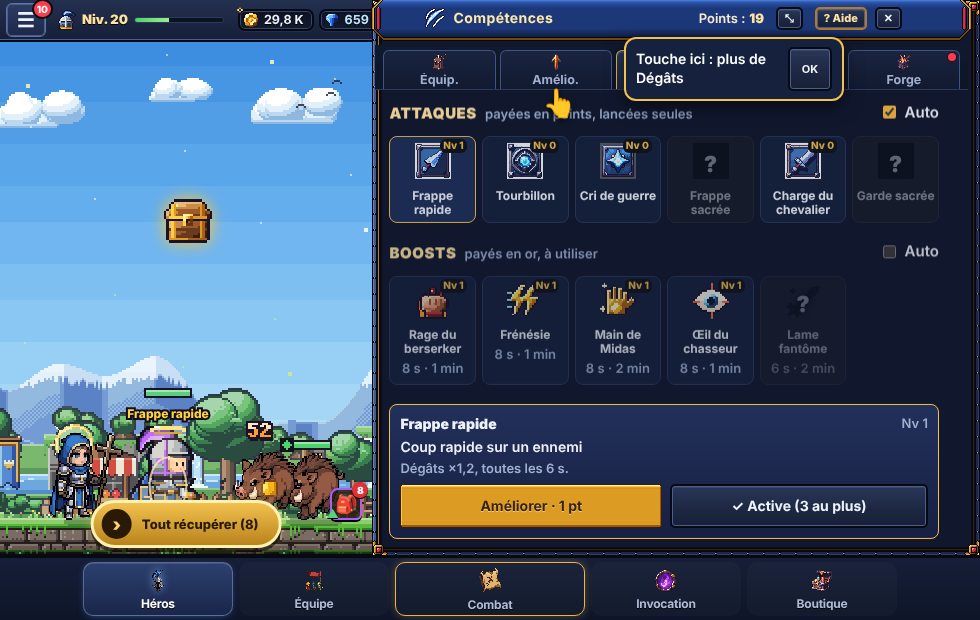 10
Niv. 20
29,8 K
659
Compétences
Points : 19
? Aide
Équip.
Amélio.
Touche ici : plus de
Dégâts
OK
Forge
ATTAQUES
Auto
Nv 1
Frappe
rapide
Nv 0
Tourbillon
Nv 0
Cri de guerre
?
Frappe
sacrée
Nv 0
Charge du
chevalier
?
Garde sacrée
BOOSTS payés en or, à utiliser
Auto
Nv 1
Rage du
berserker
8 s · 1 min
Nv 1
Frénésie
8 s · 1 min
Nv 1
Main de
Midas
8 s · 2 min
Nv 1
Œil du
chasseur
8 s · 1 min
?
Lame
fantôme
6 s · 2 min
Frappe rapide
Nv 1
Coup rapide sur un ennemi
Dégâts ×1,2, toutes les 6 s.
Améliorer · 1 pt
✓ Active (3 au plus)
Frappe rapide
52
8
Tout récupérer (8)
Héros
Équipe
Combat
Invocation
Boutique